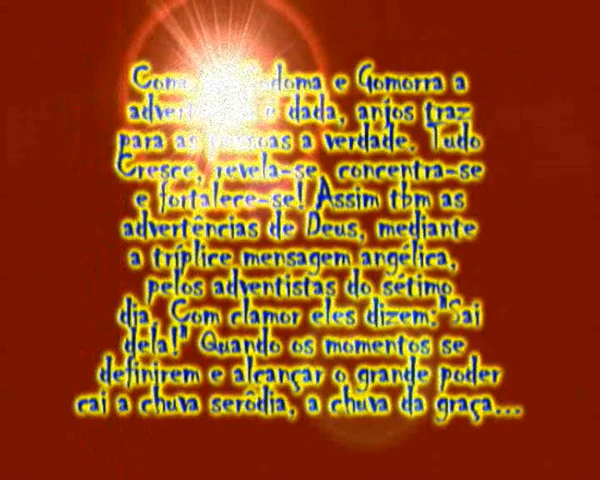 Como Sodoma e Gomorra a
advertência é dada, anjos traz
para as pessoas a verdade. Tudo
Cresce, revela-se, concentra-se
e fortalece-se! Assim tbm as
advertências de Deus, mediante
a tríplice mensagem angélica,
pelos adventistas do sétimo
dia. Com clamor eles dizem:"Sai
dela!" Quando os momentos se
definirem e alcançar o grande poder
cai a chuva serôdia, a chuva da graça...